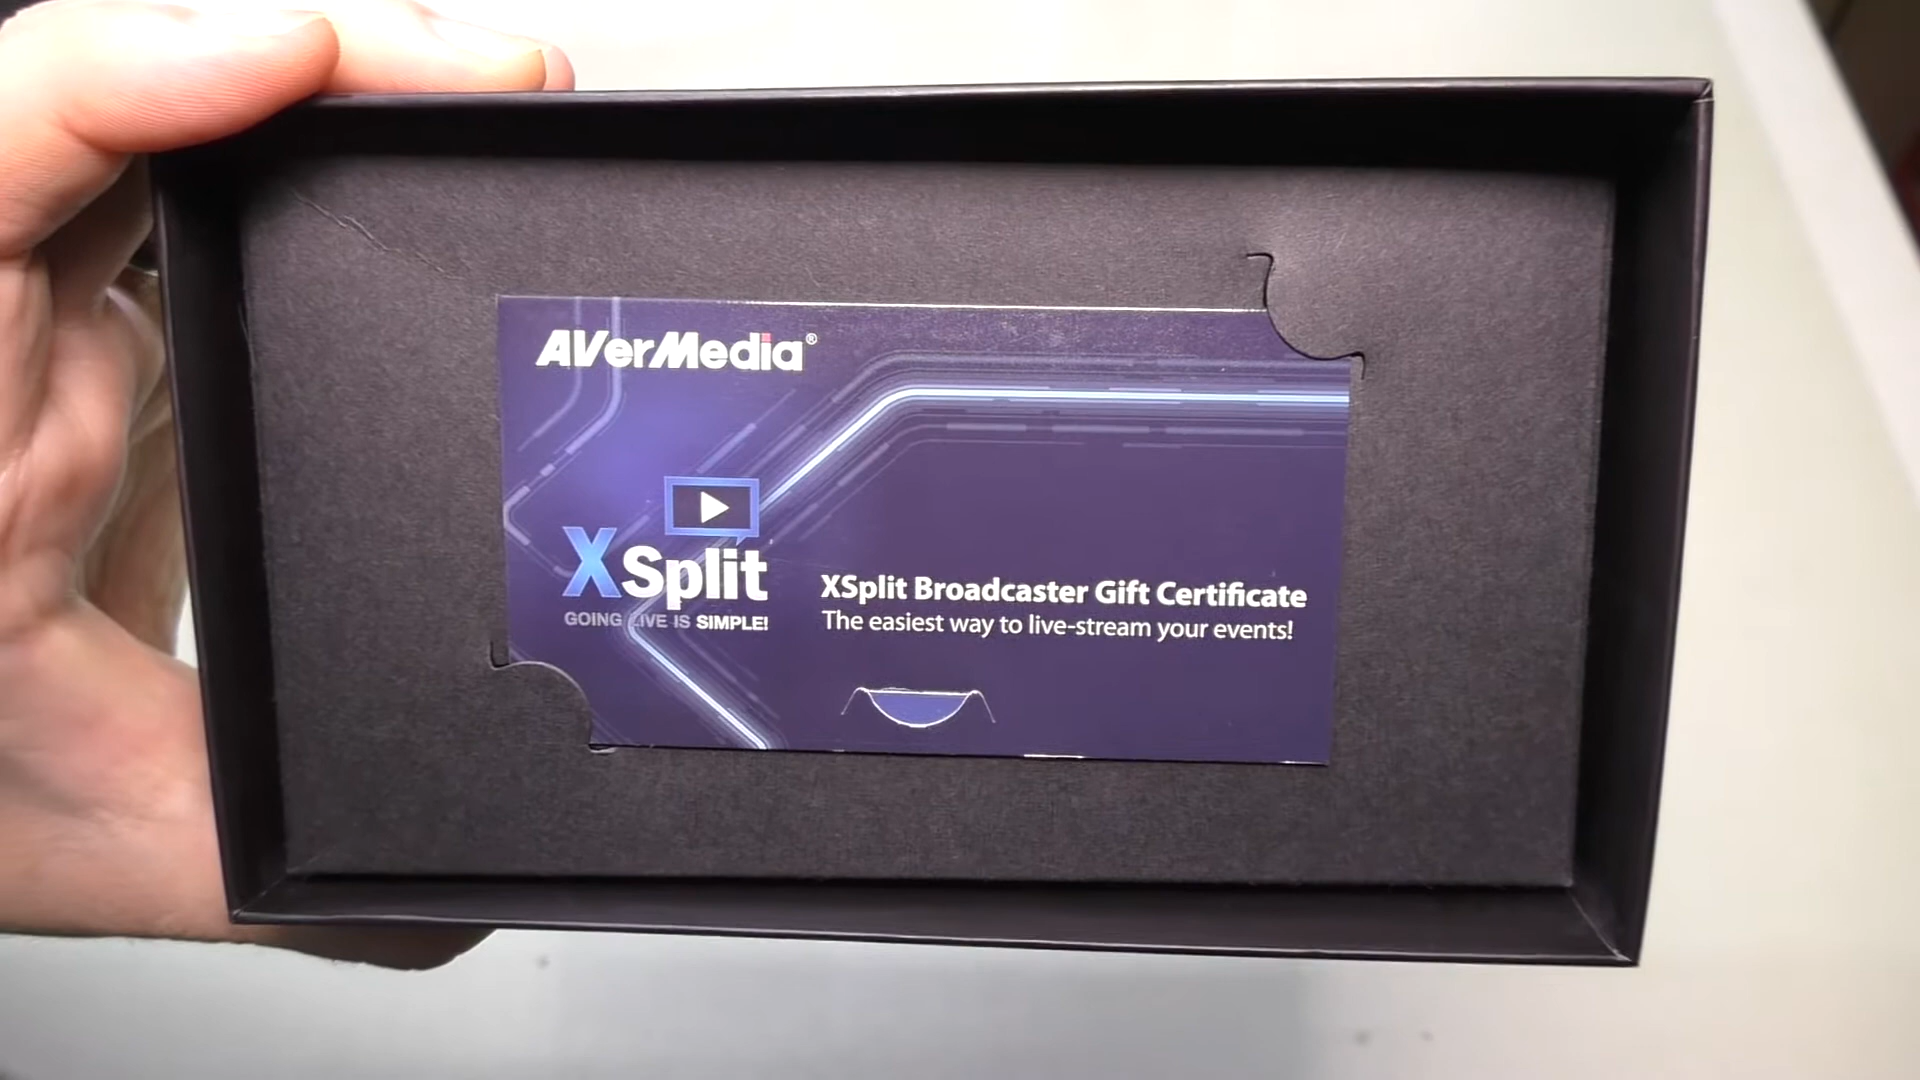 AVerMedia®
XSplit
GOING LIVE IS SIMPLE!
XSplit Broadcaster Gift Certificate
The easiest way to live-stream your events!